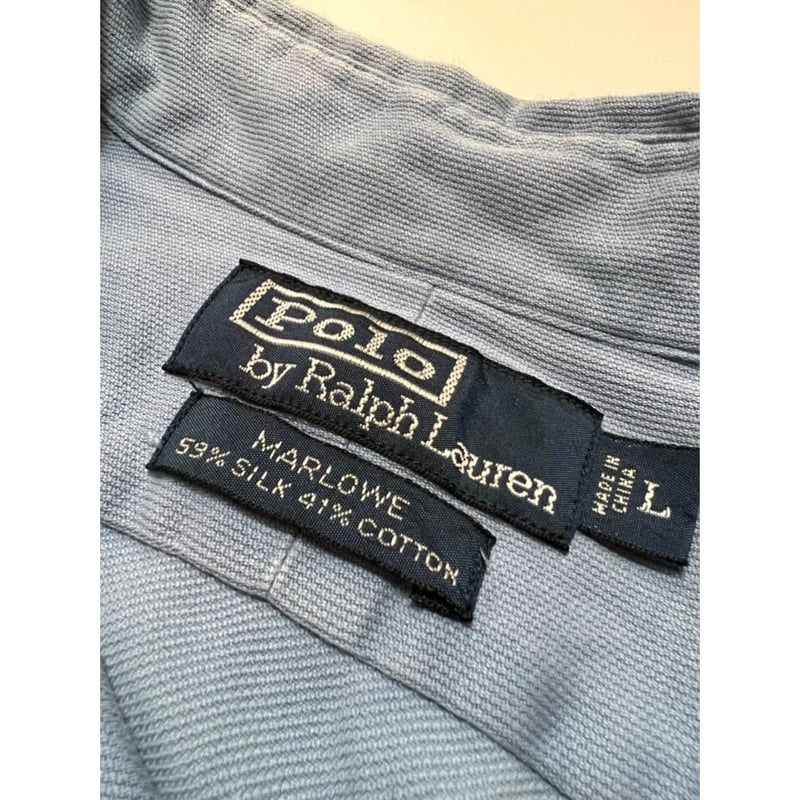 Polo
by Ralph Lauren
MARLOWE
59% SILK 41% COTTON
MADE IN
CHINA
L